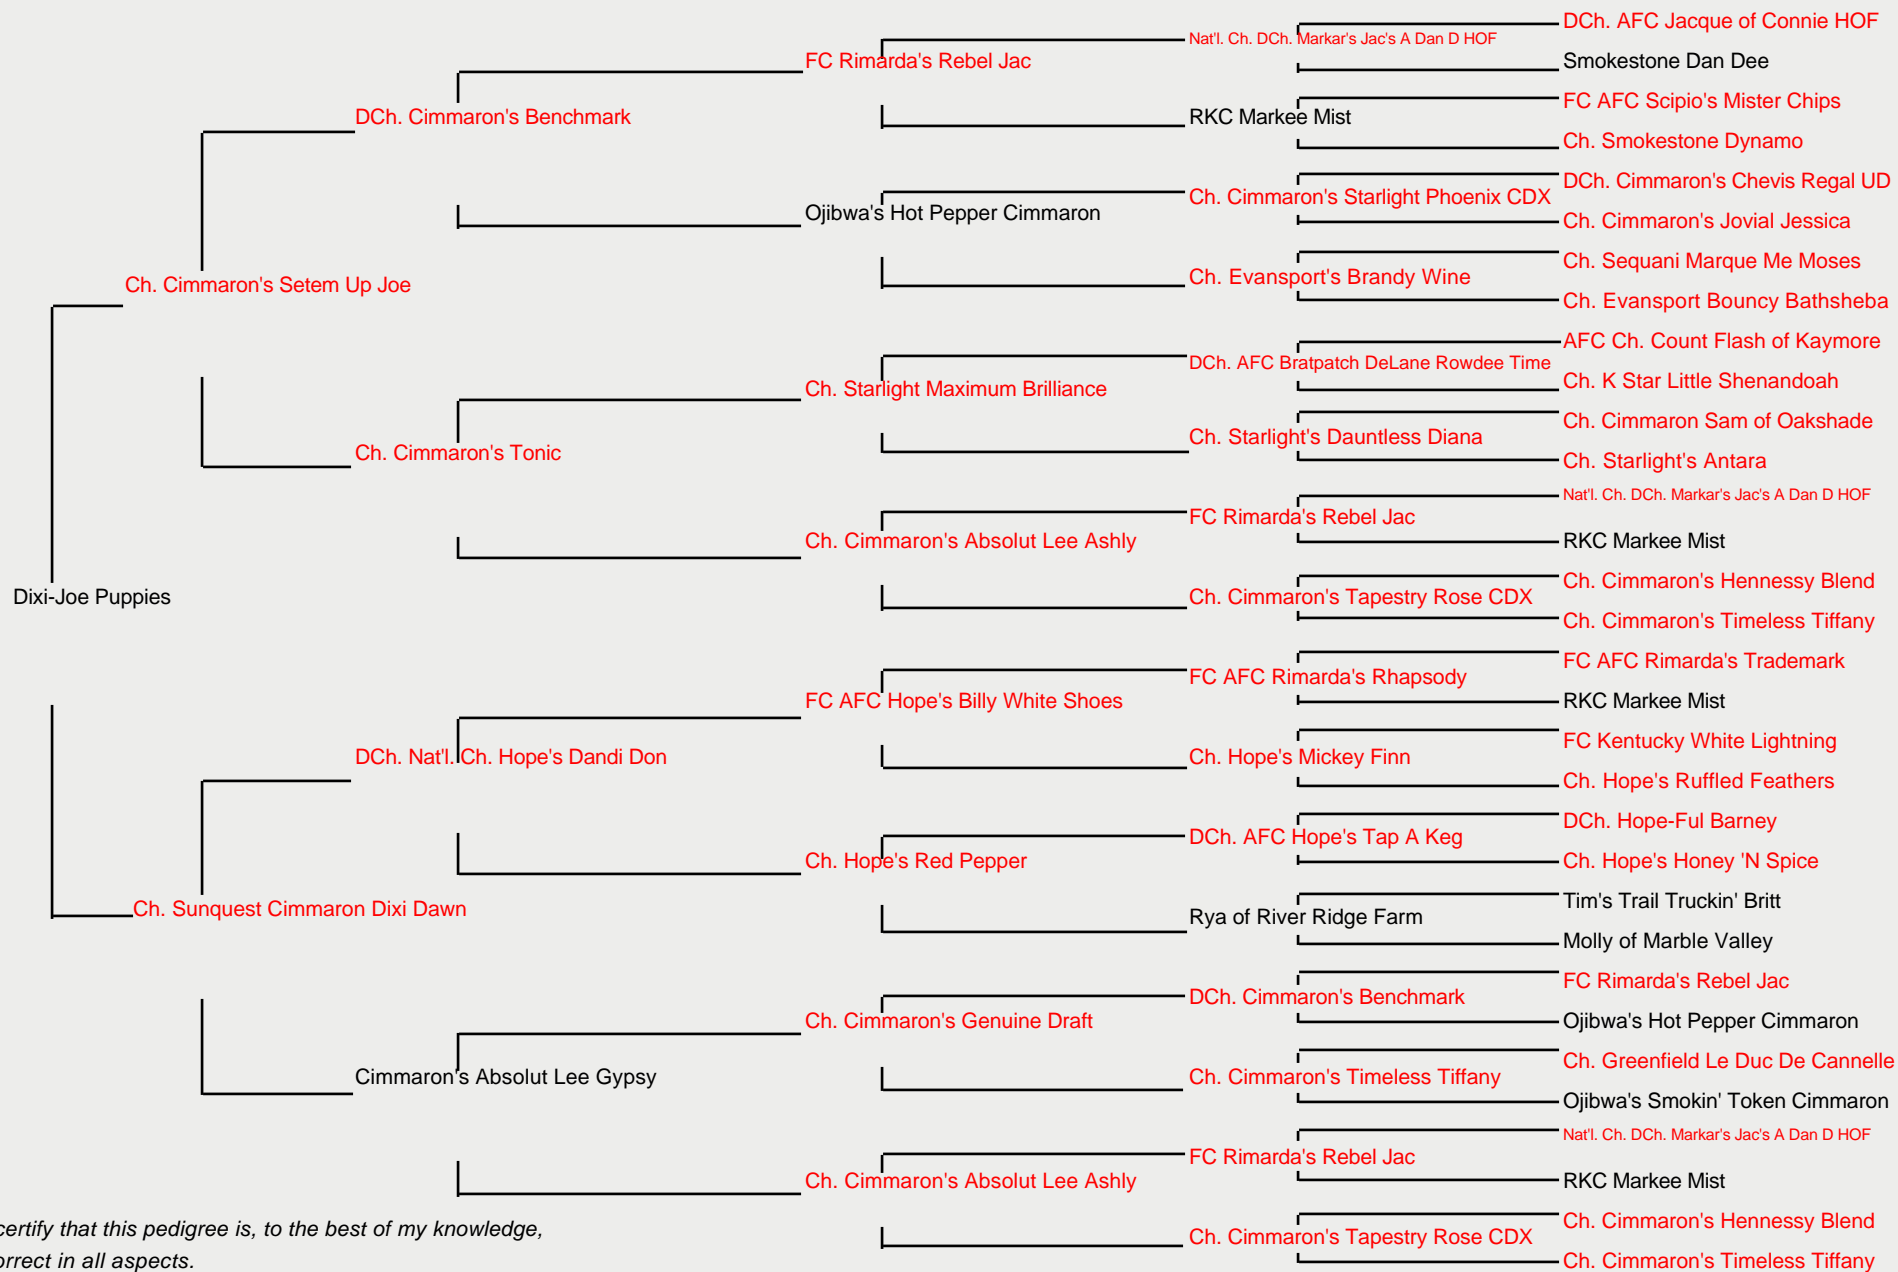 Dixi-Joe Puppies
Ch. Cimmaron's Setem Up Joe
Ch. Sunquest Cimmaron Dixi Dawn
DCh. Cimmaron's Benchmark
Ch. Cimmaron's Tonic
DCh. Nat'l. Ch. Hope's Dandi Don
Cimmaron's Absolut Lee Gypsy
FC Rimarda's Rebel Jac
Ojibwa's Hot Pepper Cimmaron
Ch. Starlight Maximum Brilliance
Ch. Cimmaron's Absolut Lee Ashly
FC AFC Hope's Billy White Shoes
Ch. Hope's Red Pepper
Ch. Cimmaron's Genuine Draft
Ch. Cimmaron's Absolut Lee Ashly
Nat'l. Ch. DCh. Markar's Jac's A Dan D HOF
RKC Markee Mist
Ch. Cimmaron's Starlight Phoenix CDX
Ch. Evansport's Brandy Wine
DCh. AFC Bratpatch DeLane Rowdee Time
Ch. Starlight's Dauntless Diana
FC Rimarda's Rebel Jac
Ch. Cimmaron's Tapestry Rose CDX
FC AFC Rimarda's Rhapsody
Ch. Hope's Mickey Finn
DCh. AFC Hope's Tap A Keg
Rya of River Ridge Farm
DCh. Cimmaron's Benchmark
Ch. Cimmaron's Timeless Tiffany
FC Rimarda's Rebel Jac
Ch. Cimmaron's Tapestry Rose CDX
DCh. AFC Jacque of Connie HOF
Smokestone Dan Dee
FC AFC Scipio's Mister Chips
Ch. Smokestone Dynamo
DCh. Cimmaron's Chevis Regal UD
Ch. Cimmaron's Jovial Jessica
Ch. Sequani Marque Me Moses
Ch. Evansport Bouncy Bathsheba
AFC Ch. Count Flash of Kaymore
Ch. K Star Little Shenandoah
Ch. Cimmaron Sam of Oakshade
Ch. Starlight's Antara
Nat'l. Ch. DCh. Markar's Jac's A Dan D HOF
RKC Markee Mist
Ch. Cimmaron's Hennessy Blend
Ch. Cimmaron's Timeless Tiffany
FC AFC Rimarda's Trademark
RKC Markee Mist
FC Kentucky White Lightning
Ch. Hope's Ruffled Feathers
DCh. Hope-Ful Barney
Ch. Hope's Honey 'N Spice
Tim's Trail Truckin' Britt
Molly of Marble Valley
FC Rimarda's Rebel Jac
Ojibwa's Hot Pepper Cimmaron
Ch. Greenfield Le Duc De Cannelle
Ojibwa's Smokin' Token Cimmaron
Nat'l. Ch. DCh. Markar's Jac's A Dan D HOF
RKC Markee Mist
Ch. Cimmaron's Hennessy Blend
Ch. Cimmaron's Timeless Tiffany
certify that this pedigree is, to the best of my knowledge,
orrect in all aspects.